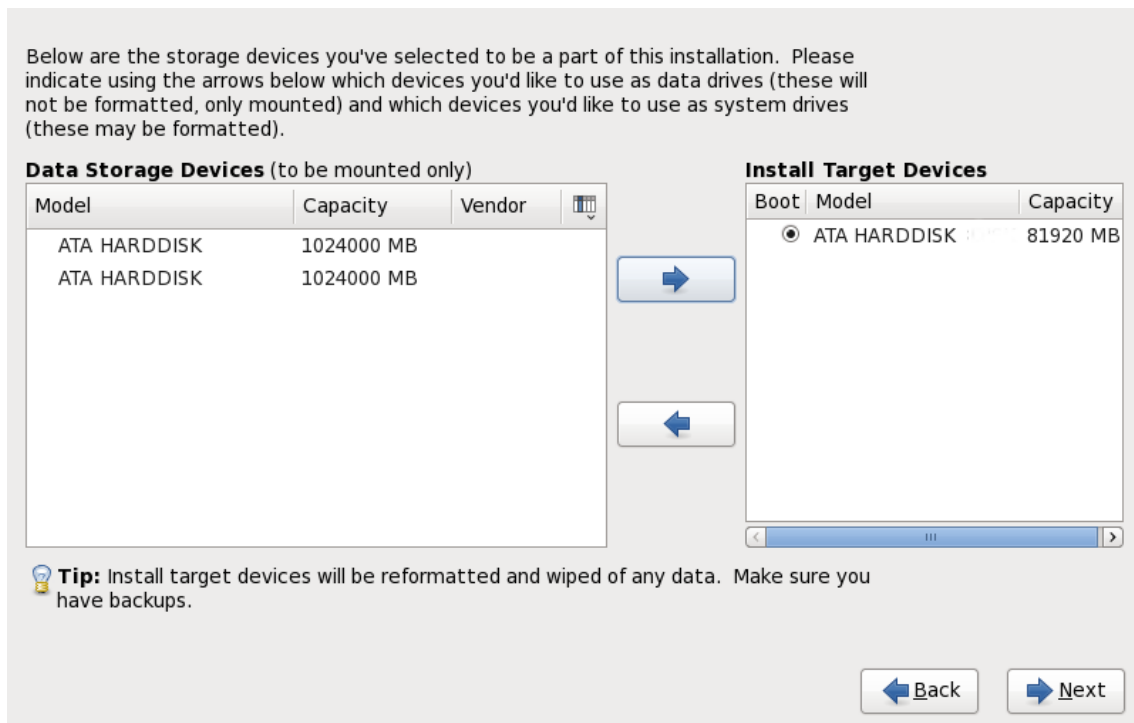 Below are the storage devices you've selected to be a part of this installation.  Please
indicate using the arrows below which devices you'd like to use as data drives (these will
not be formatted, only mounted) and which devices you'd like to use as system drives
(these may be formatted).
Data Storage Devices (to be mounted only)
Model Capacity Vendor
ATA HARDDISK 1024000 MB
ATA HARDDISK 1024000 MB
Install Target Devices
Boot Model Capacity
ATA HARDDISK 81920 MB
Tip: Install target devices will be reformatted and wiped of any data.  Make sure you
have backups.
Back Next